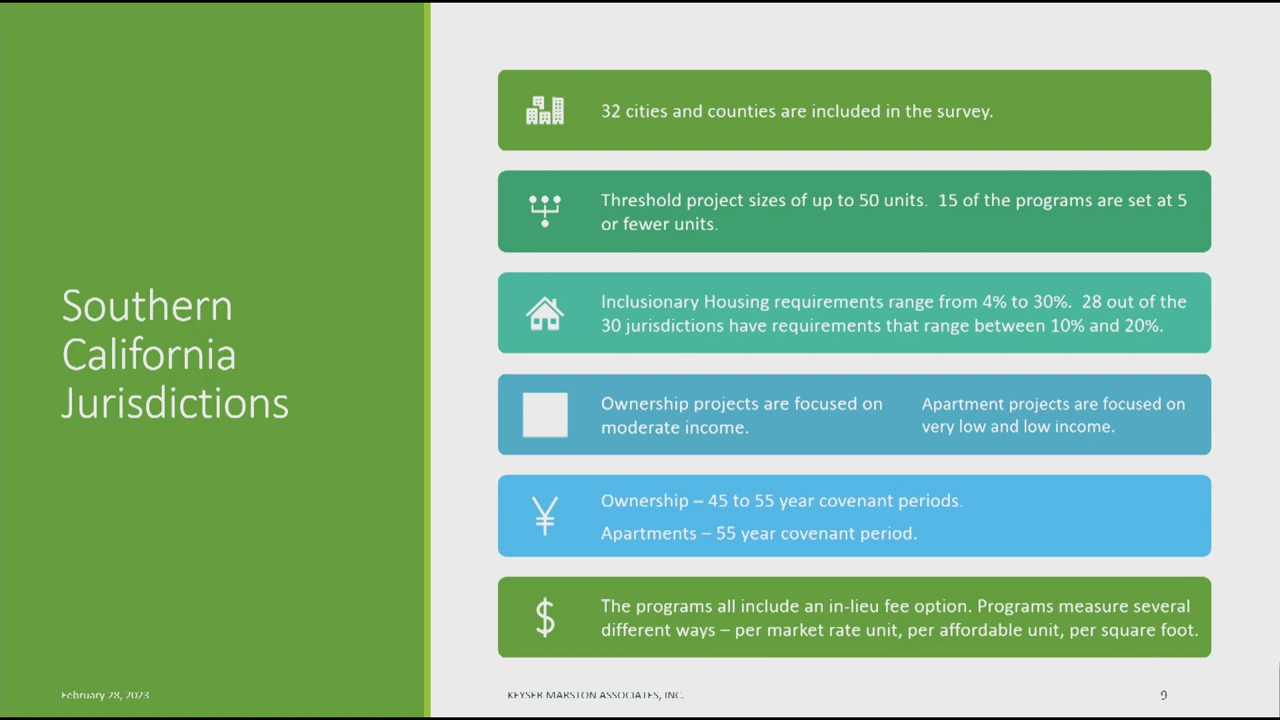 Southern
California
Jurisdictions
32 cities and counties are included in the survey.
Threshold project sizes of up to 50 units.  15 of the programs are set at 5
or fewer units.
Inclusionary Housing requirements range from 4% to 30%.  28 out of the
30 jurisdictions have requirements that range between 10% and 20%.
Ownership projects are focused on
moderate income.
Apartment projects are focused on
very low and low income.
¥
Ownership – 45 to 55 year covenant periods.
Apartments – 55 year covenant period.
$
The programs all include an in-lieu fee option. Programs measure several
different ways – per market rate unit, per affordable unit, per square foot.
February 28, 2023
KEYSER MARSTON ASSOCIATES, INC.
9